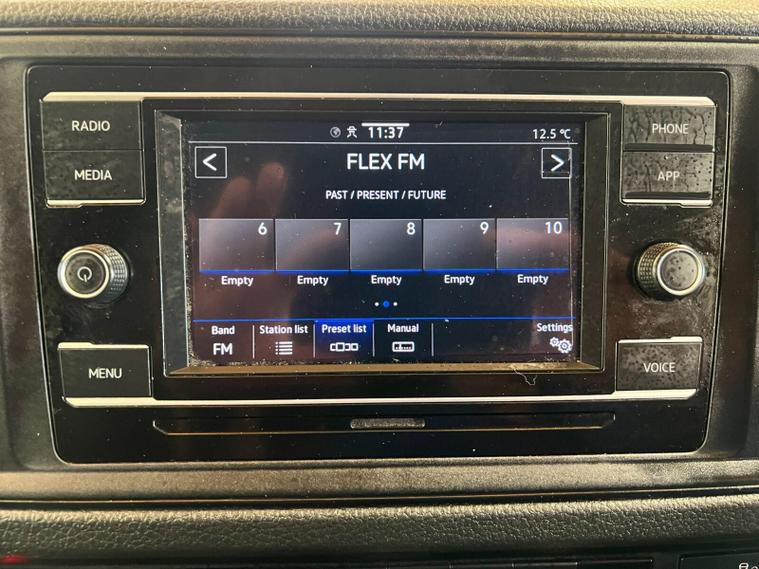 RADIO
MEDIA
MENU
PHONE
APP
VOICE
11:37
12.5 °C
<
FLEX FM
>
PAST / PRESENT / FUTURE
6 7 8 9 10
Empty Empty Empty Empty Empty
Band Station list Preset list Manual Settings
FM